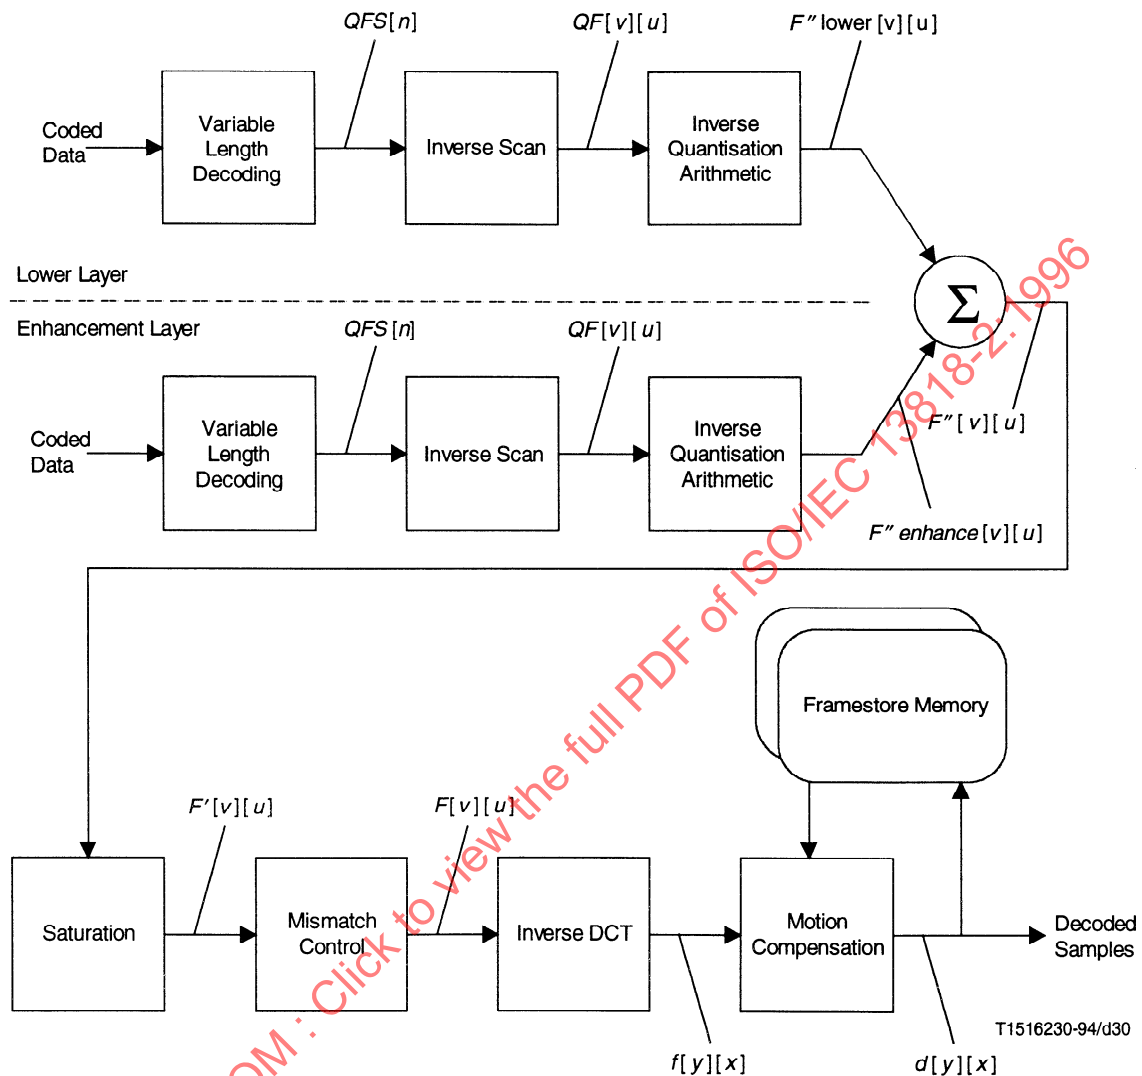 QFS[n]
QF[v][u]
F″ lower[v][u]
Coded
Data
Variable
Length
Decoding
Inverse Scan
Inverse
Quantisation
Arithmetic
Lower Layer
Σ
Enhancement Layer
QFS[n]
QF[v][u]
F″[v][u]
Coded
Data
Variable
Length
Decoding
Inverse Scan
Inverse
Quantisation
Arithmetic
F″ enhance[v][u]
Framestore Memory
F′[v][u]
F[v][u]
Saturation
Mismatch
Control
Inverse DCT
Motion
Compensation
Decoded
Samples
T1516230-94/d30
f[y][x]
d[y][x]
OM : Click to view the full PDF of ISO/IEC 13818-2:1996